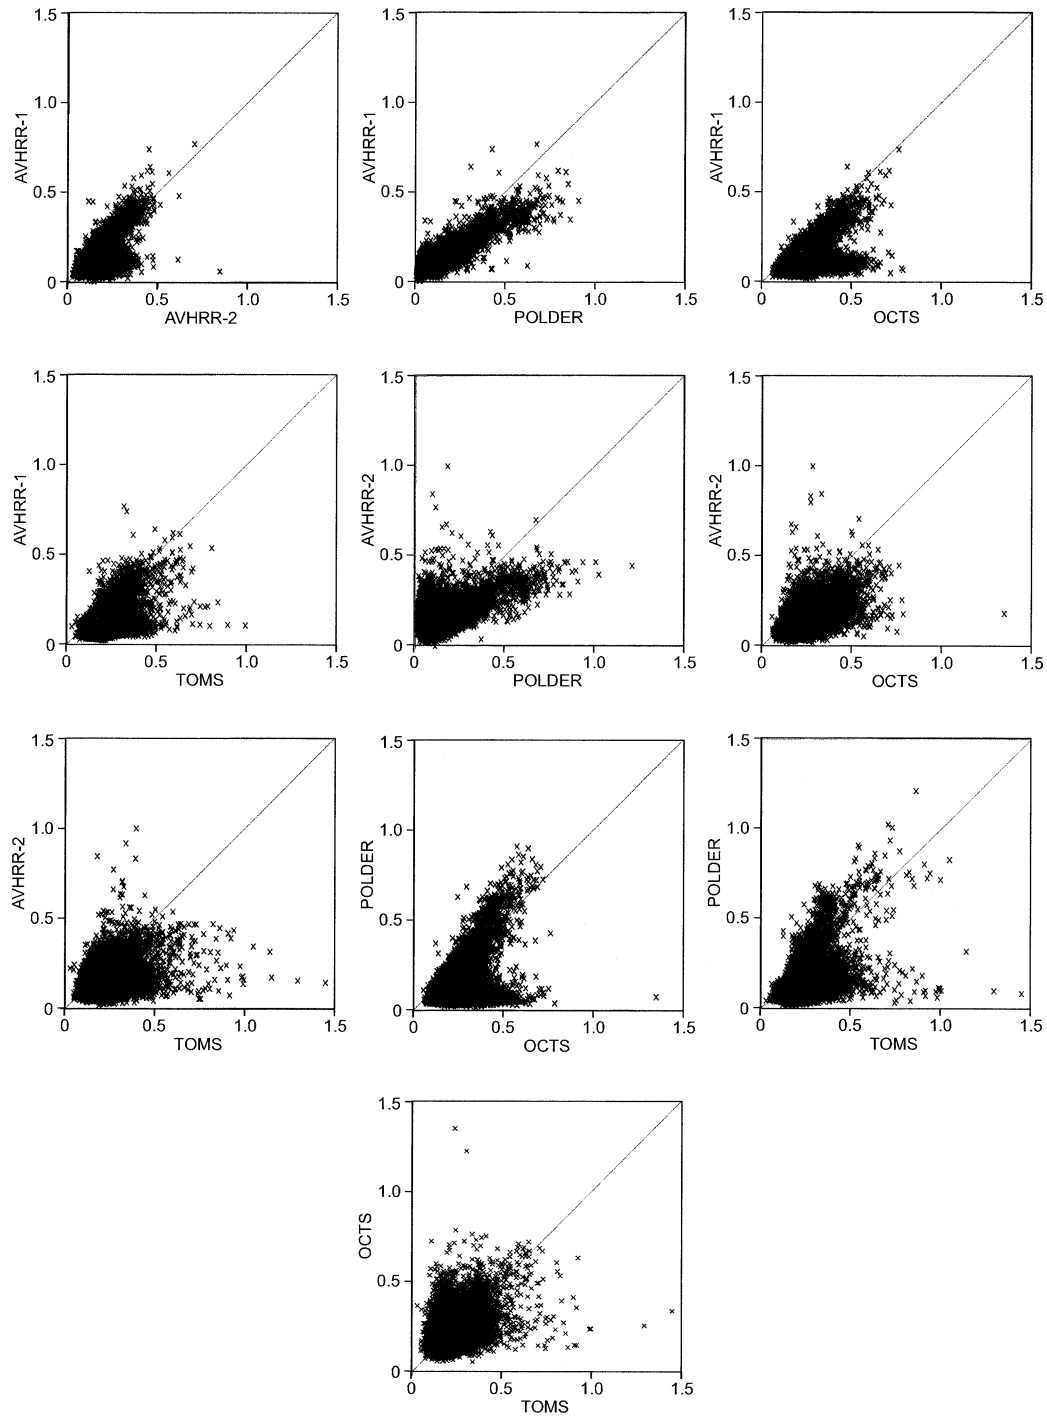 1.5 1.5 1.5
AVHRR-1 AVHRR-1 AVHRR-1
1.0 1.0 1.0
0.5 0.5 0.5
0 0 0
0 0.5 1.0 1.5 0 0.5 1.0 1.5 0 0.5 1.0 1.5
AVHRR-2 POLDER OCTS
1.5 1.5 1.5
AVHRR-1 AVHRR-2 AVHRR-2
1.0 1.0 1.0
0.5 0.5 0.5
0 0 0
0 0.5 1.0 1.5 0 0.5 1.0 1.5 0 0.5 1.0 1.5
TOMS POLDER OCTS
1.5 1.5 1.5
AVHRR-2 POLDER POLDER
1.0 1.0 1.0
0.5 0.5 0.5
0 0 0
0 0.5 1.0 1.5 0 0.5 1.0 1.5 0 0.5 1.0 1.5
TOMS OCTS TOMS
1.5
OCTS
1.0
0.5
0
0 0.5 1.0 1.5
TOMS